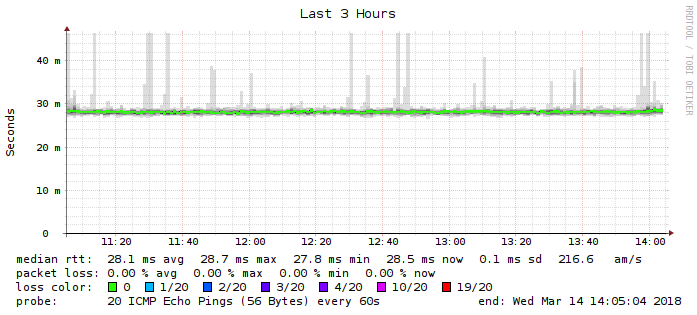 Last 3 Hours
RRDTOOL / TOBI OETIKER
Seconds
40 m
30 m
20 m
10 m
0
11:20 11:40 12:00 12:20 12:40 13:00 13:20 13:40 14:00
median rtt: 28.1 ms avg 28.7 ms max 27.8 ms min 28.5 ms now 0.1 ms sd 216.6 am/s
packet loss: 0.00 % avg 0.00 % max 0.00 % min 0.00 % now
loss color: 0 1/20 2/20 3/20 4/20 10/20 19/20
probe: 20 ICMP Echo Pings (56 Bytes) every 60s end: Wed Mar 14 14:05:04 2018